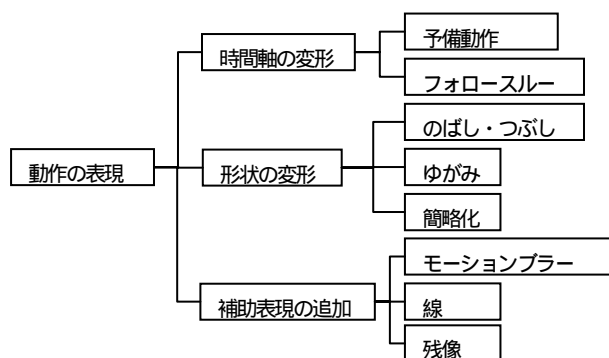 動作の表現
時間軸の変形
予備動作
フォロースルー
形状の変形
のばし・つぶし
ゆがみ
簡略化
補助表現の追加
モーションブラー
線
残像